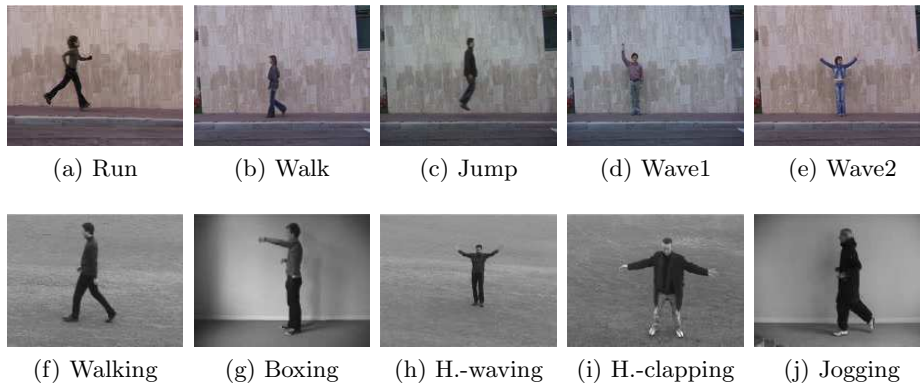 (a) Run (b) Walk (c) Jump (d) Wave1 (e) Wave2
(f) Walking (g) Boxing (h) H.-waving (i) H.-clapping (j) Jogging